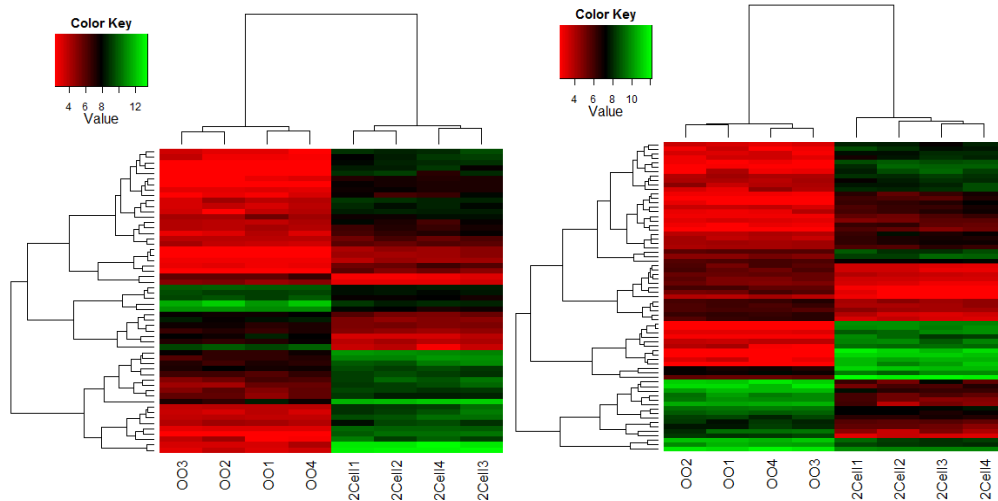 Color Key
4 6 8 12
Value
OO3 OO2 OO1 OO4 2Cell1 2Cell2 2Cell4 2Cell3
Color Key
4 6 8 10
Value
OO2 OO1 OO4 OO3 2Cell1 2Cell2 2Cell3 2Cell4